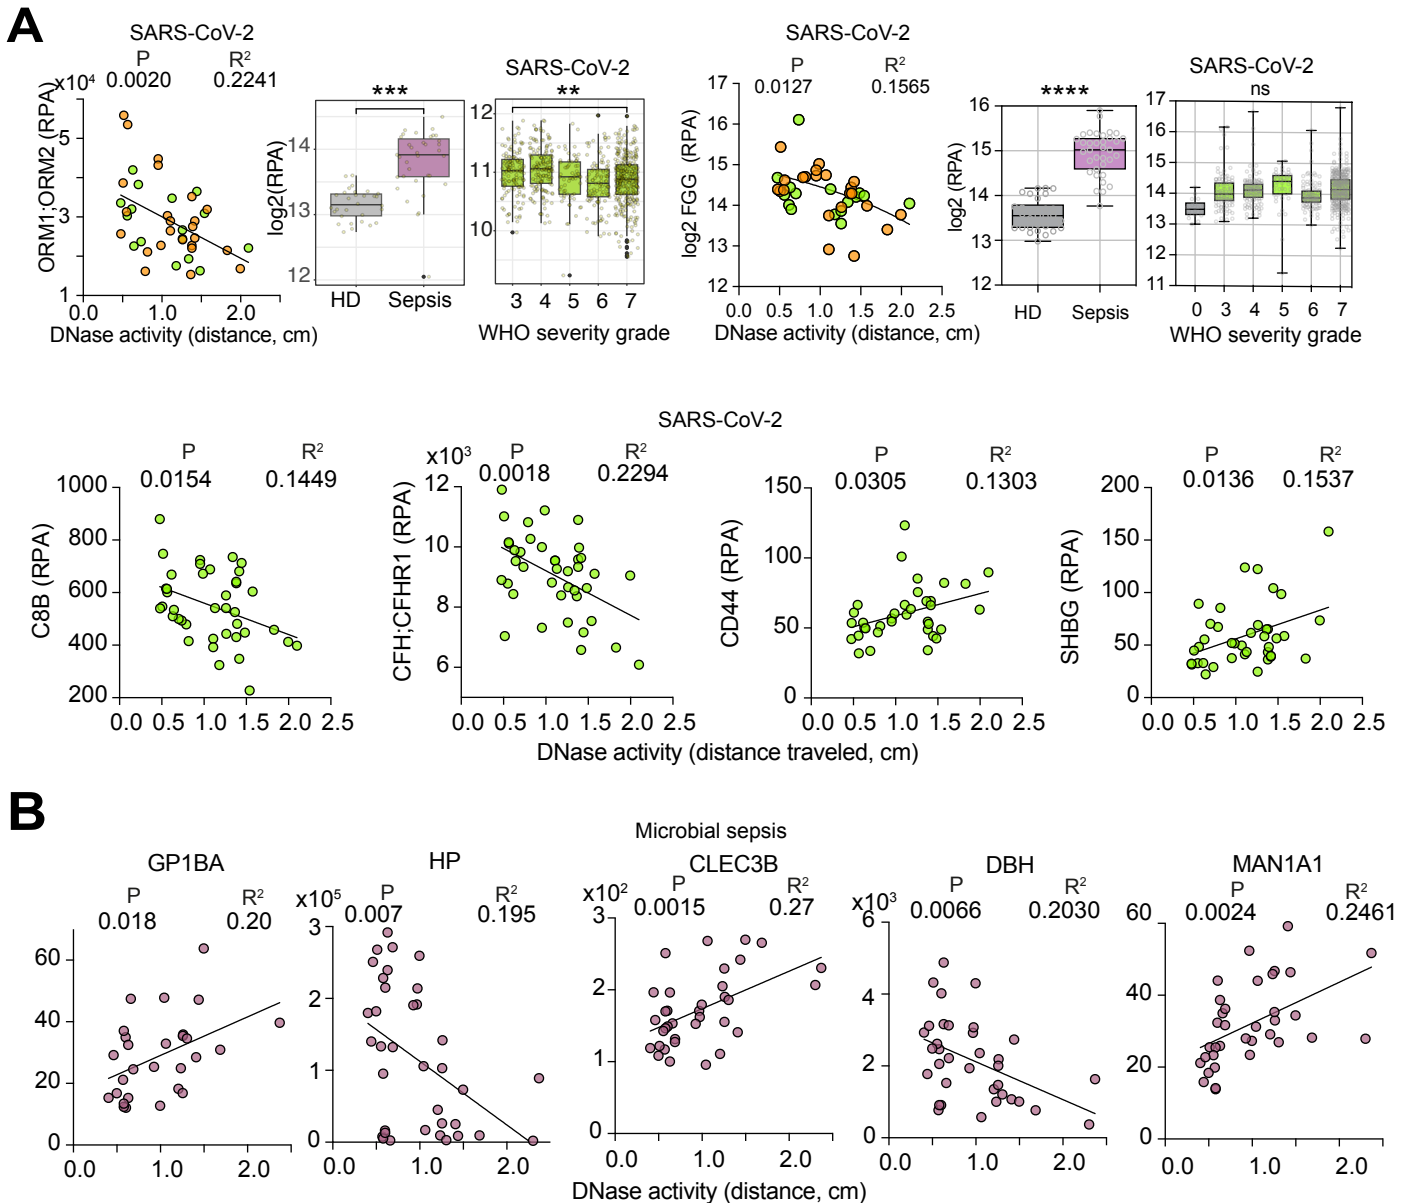 A
SARS-CoV-2
P R²
0.0020 0.2241
x10⁴
5
3
1
ORM1;ORM2 (RPA)
0.0 0.5 1.0 1.5 2.0
DNase activity (distance, cm)
***
log2(RPA)
14
13
12
HD Sepsis
SARS-CoV-2
**
12
11
10
3 4 5 6 7
WHO severity grade
SARS-CoV-2
P R²
0.0127 0.1565
17
16
15
14
13
12
log2 FGG (RPA)
0.0 0.5 1.0 1.5 2.0 2.5
DNase activity (distance, cm)
****
16
15
14
13
12
log2 (RPA)
HD Sepsis
SARS-CoV-2
ns
17
16
15
14
13
12
11
0 3 4 5 6 7
WHO severity grade
SARS-CoV-2
P R²
0.0154 0.1449
1000
800
600
400
200
C8B (RPA)
0.0 0.5 1.0 1.5 2.0 2.5
P R²
x10³
0.0018 0.2294
12
10
8
6
CFH;CFHR1 (RPA)
0.0 0.5 1.0 1.5 2.0 2.5
P R²
0.0305 0.1303
150
100
50
0
CD44 (RPA)
0.0 0.5 1.0 1.5 2.0 2.5
P R²
0.0136 0.1537
200
150
100
50
0
SHBG (RPA)
0.0 0.5 1.0 1.5 2.0 2.5
DNase activity (distance traveled, cm)
B
Microbial sepsis
GP1BA
P R²
0.018 0.20
60
40
20
0
0.0 1.0 2.0
HP
P R²
x10⁵
0.007 0.195
3
2
1
0
0.0 1.0 2.0
CLEC3B
P R²
x10²
0.0015 0.27
3
2
1
0
0.0 1.0 2.0
DBH
P R²
x10³
0.0066 0.2030
6
4
2
0
0.0 1.0 2.0
MAN1A1
P R²
0.0024 0.2461
60
40
20
0
0.0 1.0 2.0
DNase activity (distance, cm)